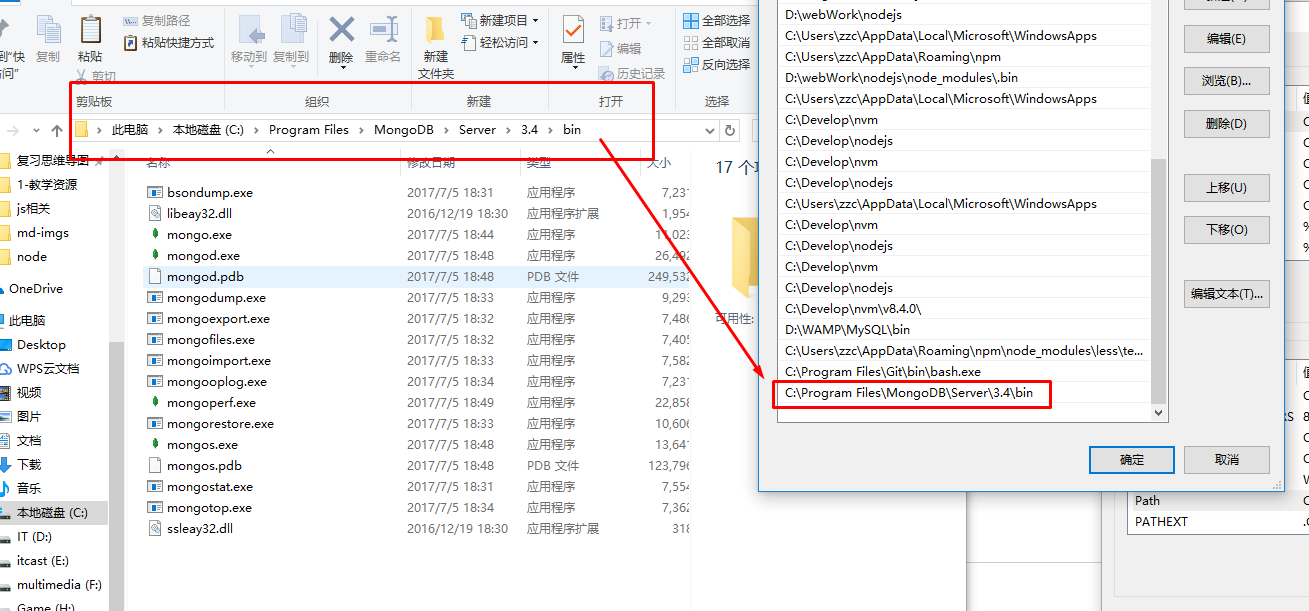 复制
粘贴
复制路径
粘贴快捷方式
剪切
移动到
复制到
删除
重命名
新建
文件夹
新建项目
轻松访问
属性
打开
编辑
历史记录
全部选择
全部取消
反向选择
剪贴板
组织
新建
打开
选择
此电脑 > 本地磁盘 (C:) > Program Files > MongoDB > Server > 3.4 > bin
复习思维导图
1-教学资源
js相关
md-imgs
node
OneDrive
此电脑
Desktop
WPS云文档
视频
图片
文档
下载
音乐
本地磁盘 (C:)
IT (D:)
itcast (E:)
multimedia (F:)
Game (H:)
名称 修改日期 类型 大小
bsondump.exe 2017/7/5 18:31 应用程序 7,231
libeay32.dll 2016/12/19 18:30 应用程序扩展 1,954
mongo.exe 2017/7/5 18:44 应用程序 11,023
mongod.exe 2017/7/5 18:48 应用程序 26,492
mongod.pdb 2017/7/5 18:48 PDB 文件 249,532
mongodump.exe 2017/7/5 18:33 应用程序 9,293
mongoexport.exe 2017/7/5 18:32 应用程序 7,486
mongofiles.exe 2017/7/5 18:32 应用程序 7,405
mongoimport.exe 2017/7/5 18:33 应用程序 7,582
mongooplog.exe 2017/7/5 18:34 应用程序 7,231
mongoperf.exe 2017/7/5 18:49 应用程序 22,858
mongorestore.exe 2017/7/5 18:33 应用程序 10,606
mongos.exe 2017/7/5 18:48 应用程序 13,641
mongos.pdb 2017/7/5 18:48 PDB 文件 123,796
mongostat.exe 2017/7/5 18:31 应用程序 7,554
mongotop.exe 2017/7/5 18:34 应用程序 7,362
ssleay32.dll 2016/12/19 18:30 应用程序扩展 318
17 个
可用性:
D:\webWork\nodejs
C:\Users\zzc\AppData\Local\Microsoft\WindowsApps
C:\Users\zzc\AppData\Roaming\npm
D:\webWork\nodejs\node_modules\.bin
C:\Users\zzc\AppData\Local\Microsoft\WindowsApps
C:\Develop\nvm
C:\Develop\nodejs
C:\Develop\nvm
C:\Develop\nodejs
C:\Users\zzc\AppData\Local\Microsoft\WindowsApps
C:\Develop\nvm
C:\Develop\nodejs
C:\Develop\nvm
C:\Develop\nodejs
C:\Develop\nvm\v8.4.0\
D:\WAMP\MySQL\bin
C:\Users\zzc\AppData\Roaming\npm\node_modules\less\te...
C:\Program Files\Git\bin\bash.exe
C:\Program Files\MongoDB\Server\3.4\bin
编辑(E)
浏览(B)...
删除(D)
上移(U)
下移(O)
编辑文本(T)...
确定
取消
Path
PATHEXT